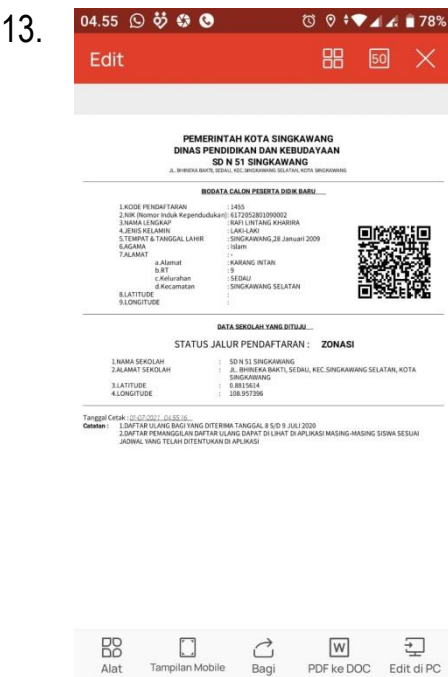 13.
04.55 78%
Edit 50
PEMERINTAH KOTA SINGKAWANG
DINAS PENDIDIKAN DAN KEBUDAYAAN
SD N 51 SINGKAWANG
JL. BHINEKA BAKTI, SEDAU, KEC.SINGKAWANG SELATAN, KOTA SINGKAWANG
BIODATA CALON PESERTA DIDIK BARU
1.KODE PENDAFTARAN : 1455
2.NIK (Nomor Induk Kependudukan): 6172052801090002
3.NAMA LENGKAP : RAFI LINTANG KHARIRA
4.JENIS KELAMIN : LAKI-LAKI
5.TEMPAT & TANGGAL LAHIR : SINGKAWANG,28 Januari 2009
6.AGAMA : Islam
7.ALAMAT : -
a.Alamat : KARANG INTAN
b.RT : 9
c.Kelurahan : SEDAU
d.Kecamatan : SINGKAWANG SELATAN
8.LATITUDE :
9.LONGITUDE :
DATA SEKOLAH YANG DITUJU
STATUS JALUR PENDAFTARAN : ZONASI
1.NAMA SEKOLAH : SD N 51 SINGKAWANG
2.ALAMAT SEKOLAH : JL. BHINEKA BAKTI, SEDAU, KEC.SINGKAWANG SELATAN, KOTA
SINGKAWANG
3.LATITUDE : 0.8815614
4.LONGITUDE : 108.957396
Tanggal Cetak : 01-07-2021 04:55:16
Catatan : 1.DAFTAR ULANG BAGI YANG DITERIMA TANGGAL 8 S/D 9 JULI 2020
2.DAFTAR PEMANGGILAN DAFTAR ULANG DAPAT DI LIHAT DI APLIKASI MASING-MASING SISWA SESUAI
JADWAL YANG TELAH DITENTUKAN DI APLIKASI
W
Alat Tampilan Mobile Bagi PDF ke DOC Edit di PC